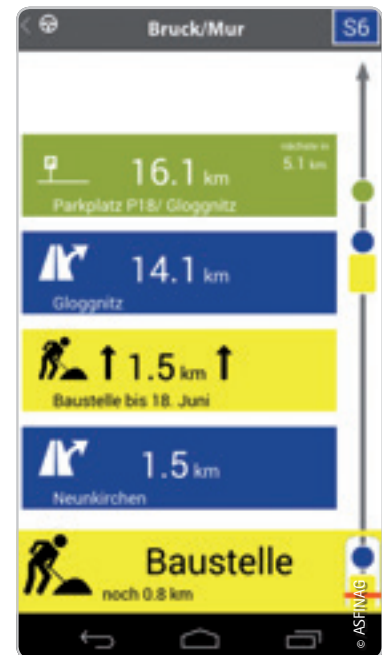 Bruck/Mur
S6
P
nächste in
16.1 km
5.1 km
Parkplatz P18/ Gloggnitz
14.1 km
Gloggnitz
1.5 km
Baustelle bis 18. Juni
1.5 km
Neunkirchen
Baustelle
noch 0.8 km
© ASFINAG